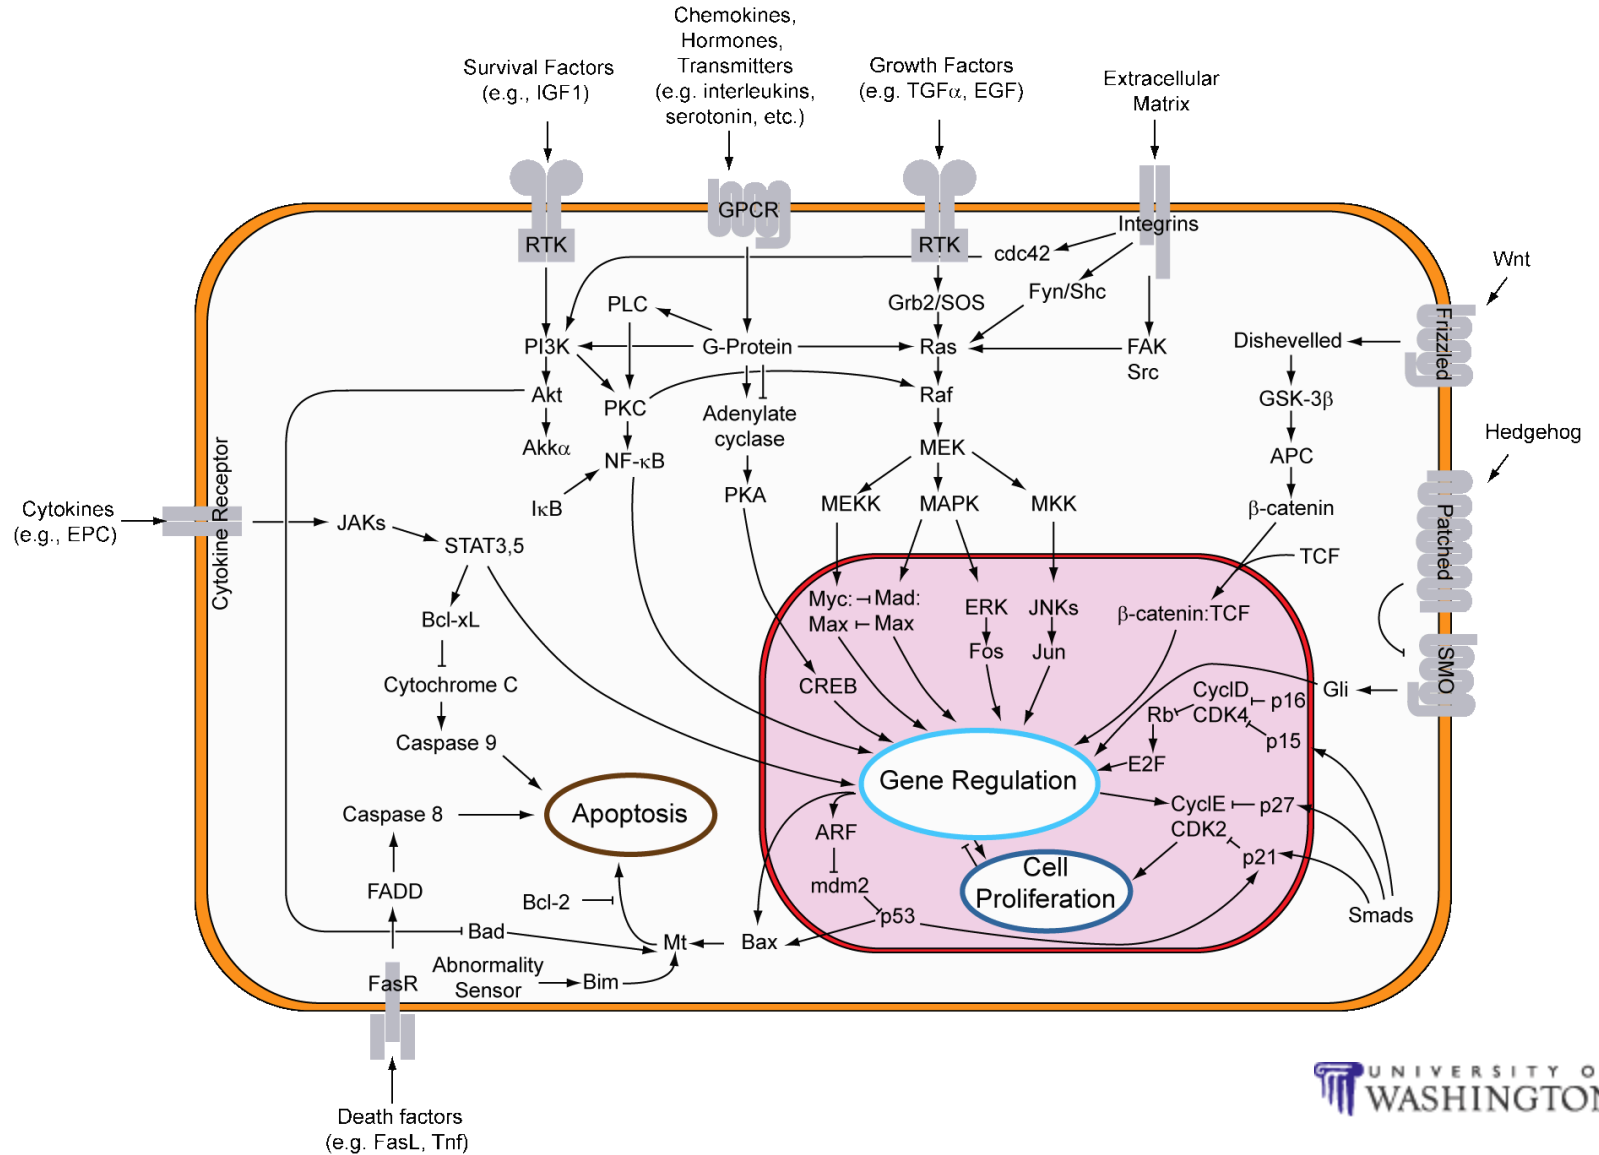 Chemokines,
Hormones,
Transmitters
(e.g. interleukins,
serotonin, etc.)
Survival Factors
(e.g., IGF1)
Growth Factors
(e.g. TGFα, EGF)
Extracellular
Matrix
GPCR
Integrins
RTK
RTK
cdc42
Wnt
Fyn/Shc
PLC
Grb2/SOS
Frizzled
PI3K
G-Protein
Ras
FAK
Src
Dishevelled
Akt
PKC
Adenylate
cyclase
Raf
GSK-3β
Hedgehog
Akkα
NF-κB
MEK
APC
PKA
MEKK
MAPK
MKK
β-catenin
IκB
Cytokines
(e.g., EPC)
Cytokine Receptor
JAKs
STAT3,5
Patched
TCF
Myc:
Mad:
Max
Max
ERK
JNKs
β-catenin:TCF
Bcl-xL
Fos
Jun
Cytochrome C
CREB
SMO
Gli
CyclD
p16
Rb
CDK4
p15
Caspase 9
E2F
Gene Regulation
Caspase 8
Apoptosis
CyclE
p27
ARF
CDK2
p21
Cell
Proliferation
mdm2
FADD
Bcl-2
p53
Smads
Bad
Mt
Bax
Abnormality
Sensor
Bim
FasR
Death factors
(e.g. FasL, Tnf)
UNIVERSITY O
WASHINGTON